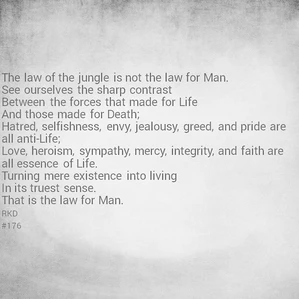 The law of the jungle is not the law for Man.
See ourselves the sharp contrast
Between the forces that made for Life
And those made for Death;
Hatred, selfishness, envy, jealousy, greed, and pride are
all anti-Life;
Love, heroism, sympathy, mercy, integrity, and faith are
all essence of Life.
Turning mere existence into living
In its truest sense.
That is the law for Man.
RKD
#176